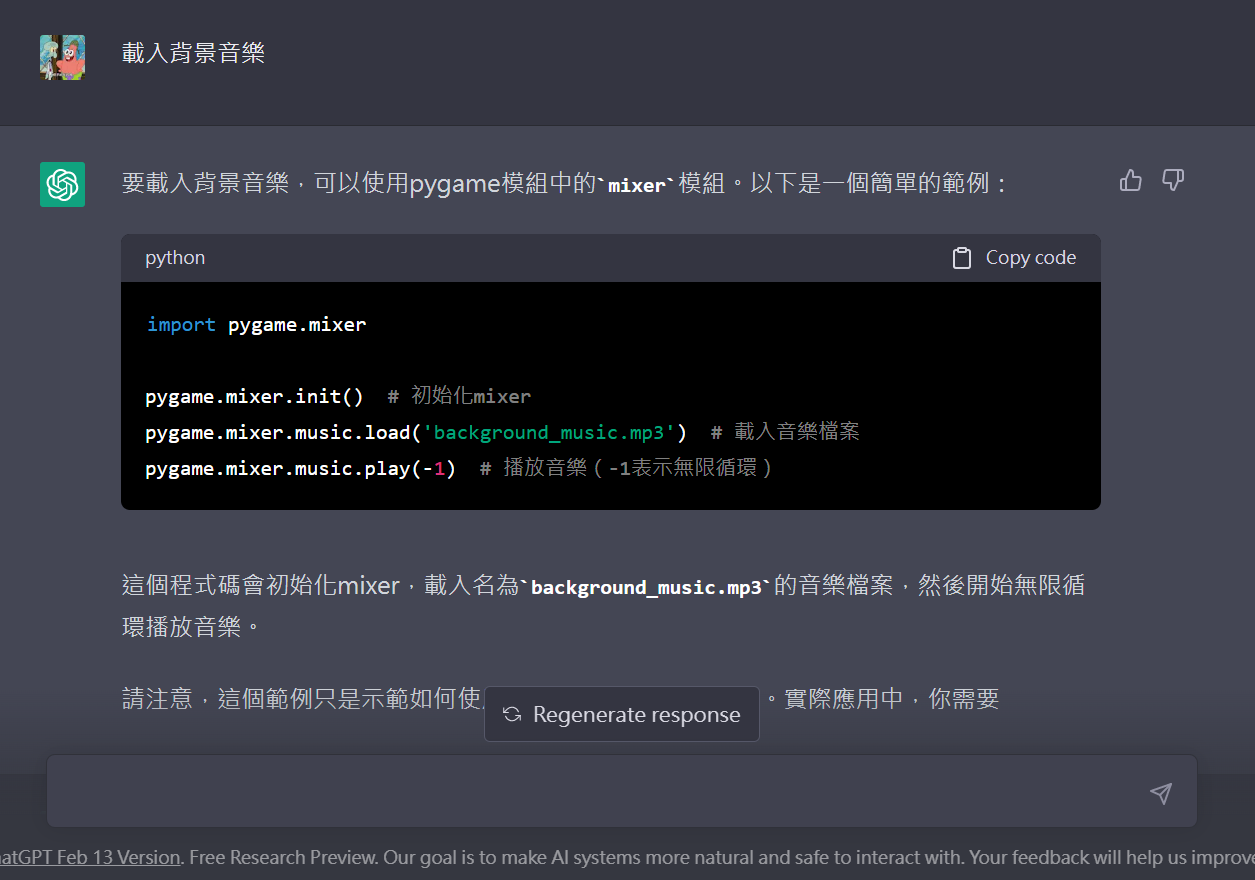 載入背景音樂
要載入背景音樂，可以使用pygame模組中的`mixer`模組。以下是一個簡單的範例：
python
Copy code
import pygame.mixer
pygame.mixer.init()  # 初始化mixer
pygame.mixer.music.load('background_music.mp3')  # 載入音樂檔案
pygame.mixer.music.play(-1)  # 播放音樂（-1表示無限循環）
這個程式碼會初始化mixer，載入名為`background_music.mp3`的音樂檔案，然後開始無限循
環播放音樂。
請注意，這個範例只是示範如何使
。實際應用中，你需要
Regenerate response
atGPT Feb 13 Version. Free Research Preview. Our goal is to make AI systems more natural and safe to interact with. Your feedback will help us improve